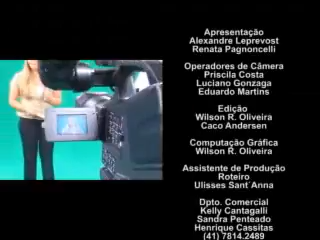 Apresentação
Alexandre Leprevost
Renata Pagnoncelli
Operadores de Câmera
Priscila Costa
Luciano Gonzaga
Eduardo Martins
Edição
Wilson R. Oliveira
Caco Andersen
Computação Gráfica
Wilson R. Oliveira
Assistente de Produção
Roteiro
Ulisses Sant´Anna
Dpto. Comercial
Kelly Cantagalli
Sandra Penteado
Henrique Cassitas
(41) 7814.2489